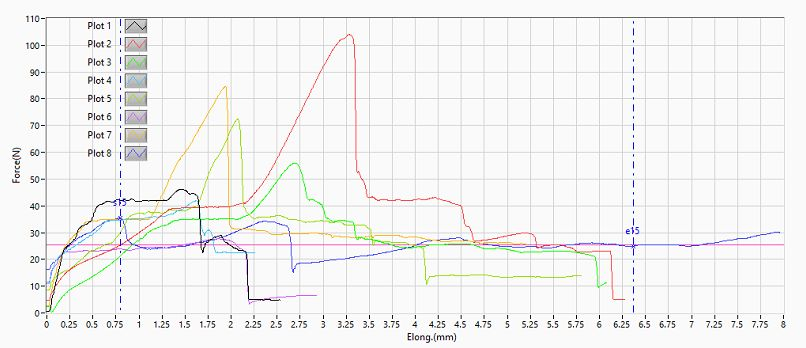 110
100
90
80
70
60
50
40
30
20
10
0
Force(N)
Plot 1
Plot 2
Plot 3
Plot 4
Plot 5
Plot 6
Plot 7
Plot 8
e15
0 0.25 0.5 0.75 1 1.25 1.5 1.75 2 2.25 2.5 2.75 3 3.25 3.5 3.75 4 4.25 4.5 4.75 5 5.25 5.5 5.75 6 6.25 6.5 6.75 7 7.25 7.5 7.75 8
Elong.(mm)